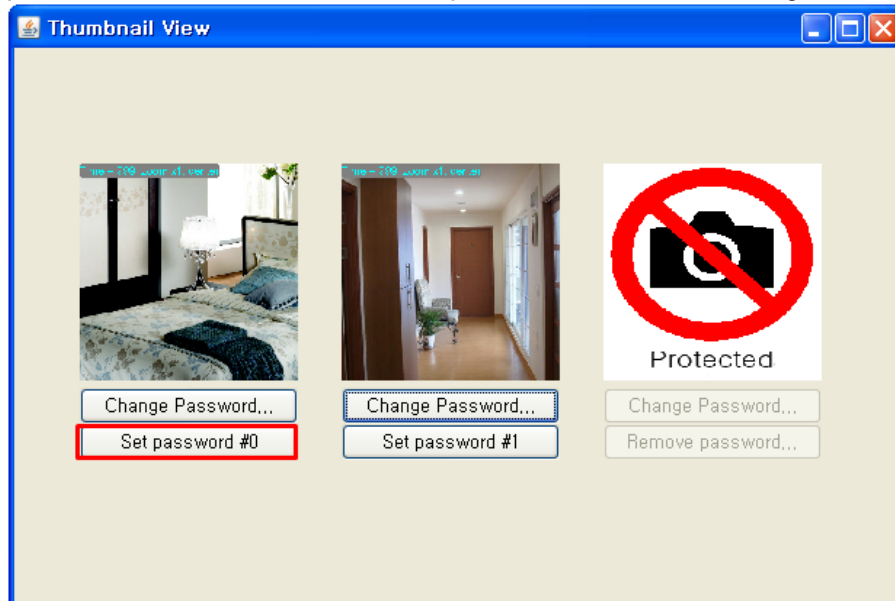 Thumbnail View
Protected
Change Password...
Change Password...
Change Password...
Set password #0
Set password #1
Remove password...